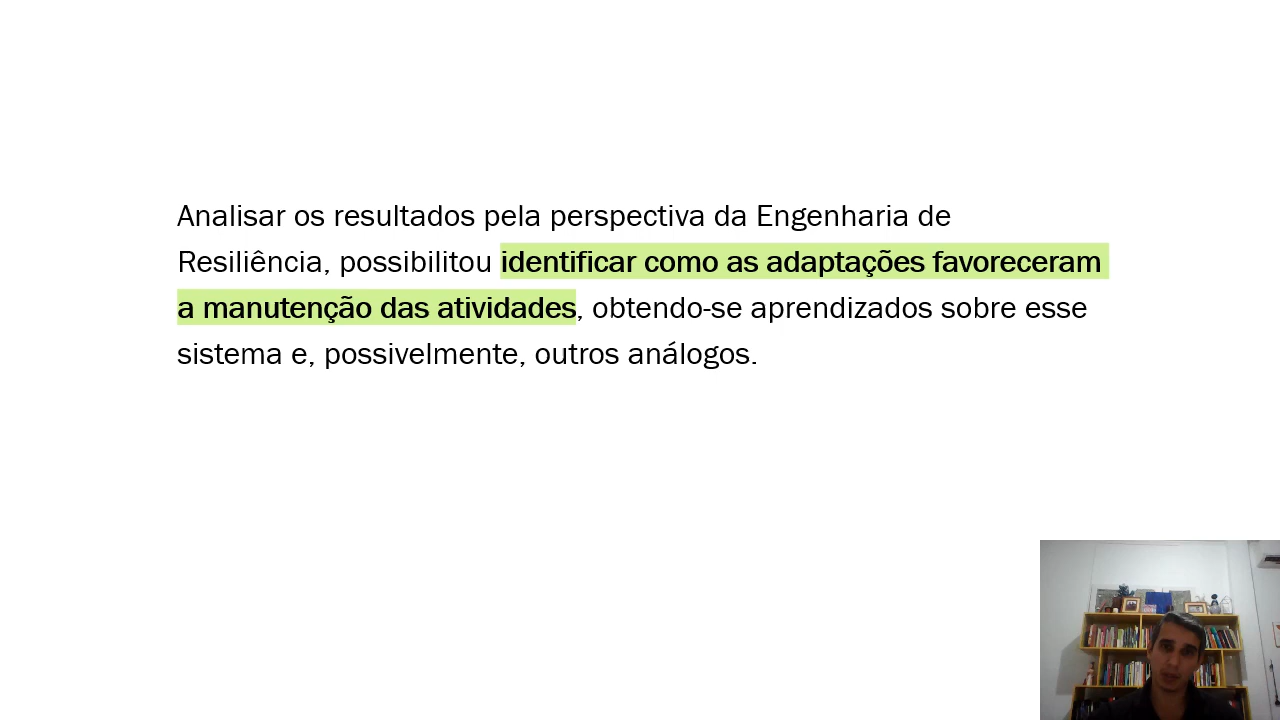 Analisar os resultados pela perspectiva da Engenharia de
Resiliência, possibilitou identificar como as adaptações favoreceram
a manutenção das atividades, obtendo-se aprendizados sobre esse
sistema e, possivelmente, outros análogos.